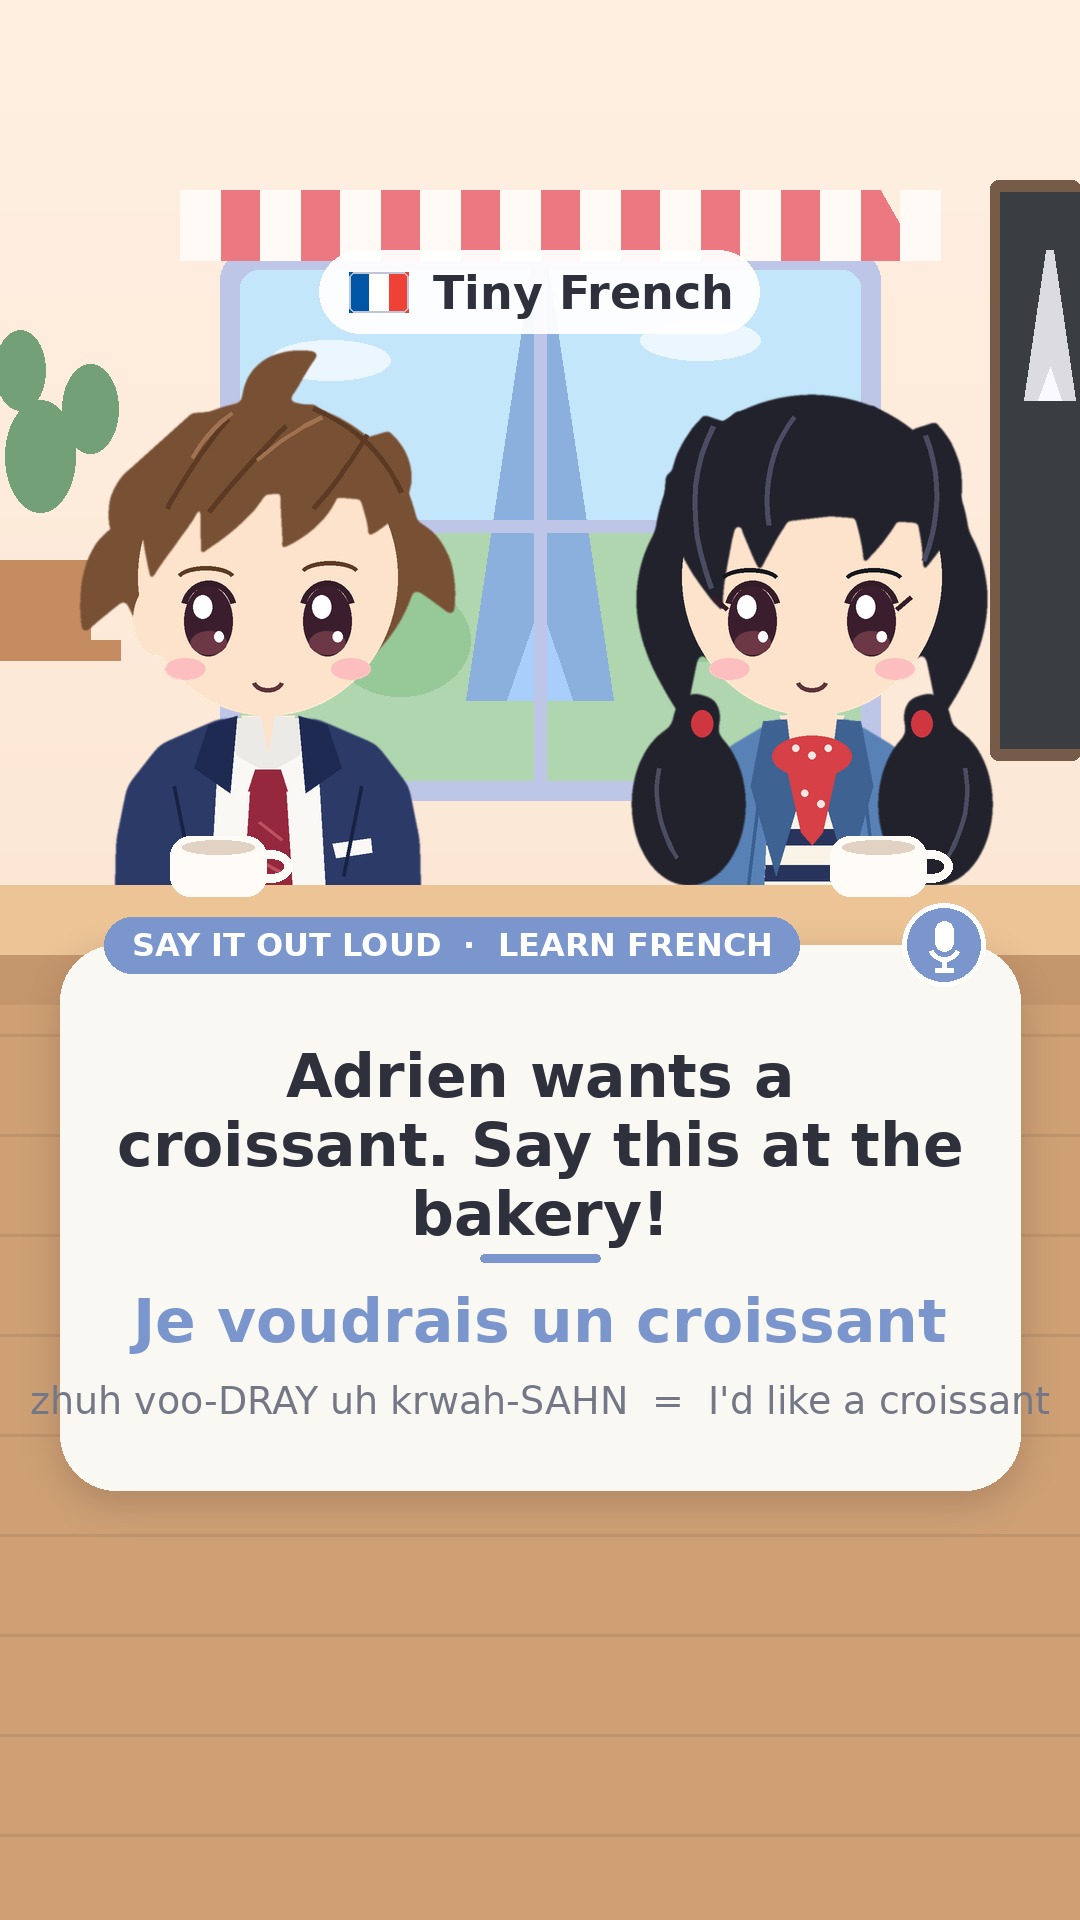 Tiny French
SAY IT OUT LOUD · LEARN FRENCH
Adrien wants a
croissant. Say this at the
bakery!
Je voudrais un croissant
zhuh voo-DRAY uh krwah-SAHN = I'd like a croissant